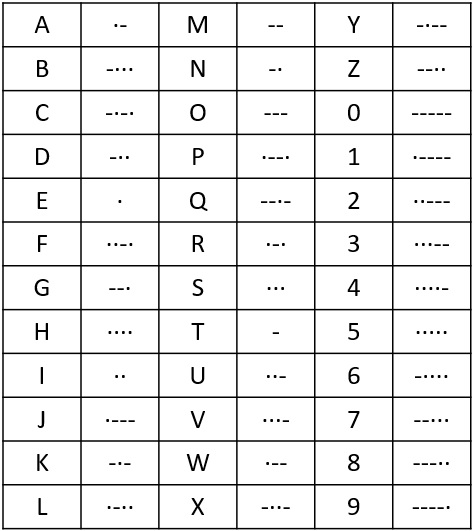 A ·- M -- Y -·--
B -··· N -· Z --··
C -·-· O --- 0 -----
D -·· P ·--· 1 ·----
E · Q --·- 2 ··---
F ··-· R ·-· 3 ···--
G --· S ··· 4 ····-
H ···· T - 5 ·····
I ·· U ··- 6 -····
J ·--- V ···- 7 --···
K -·- W ·-- 8 ---··
L ·-·· X -··- 9 ----·